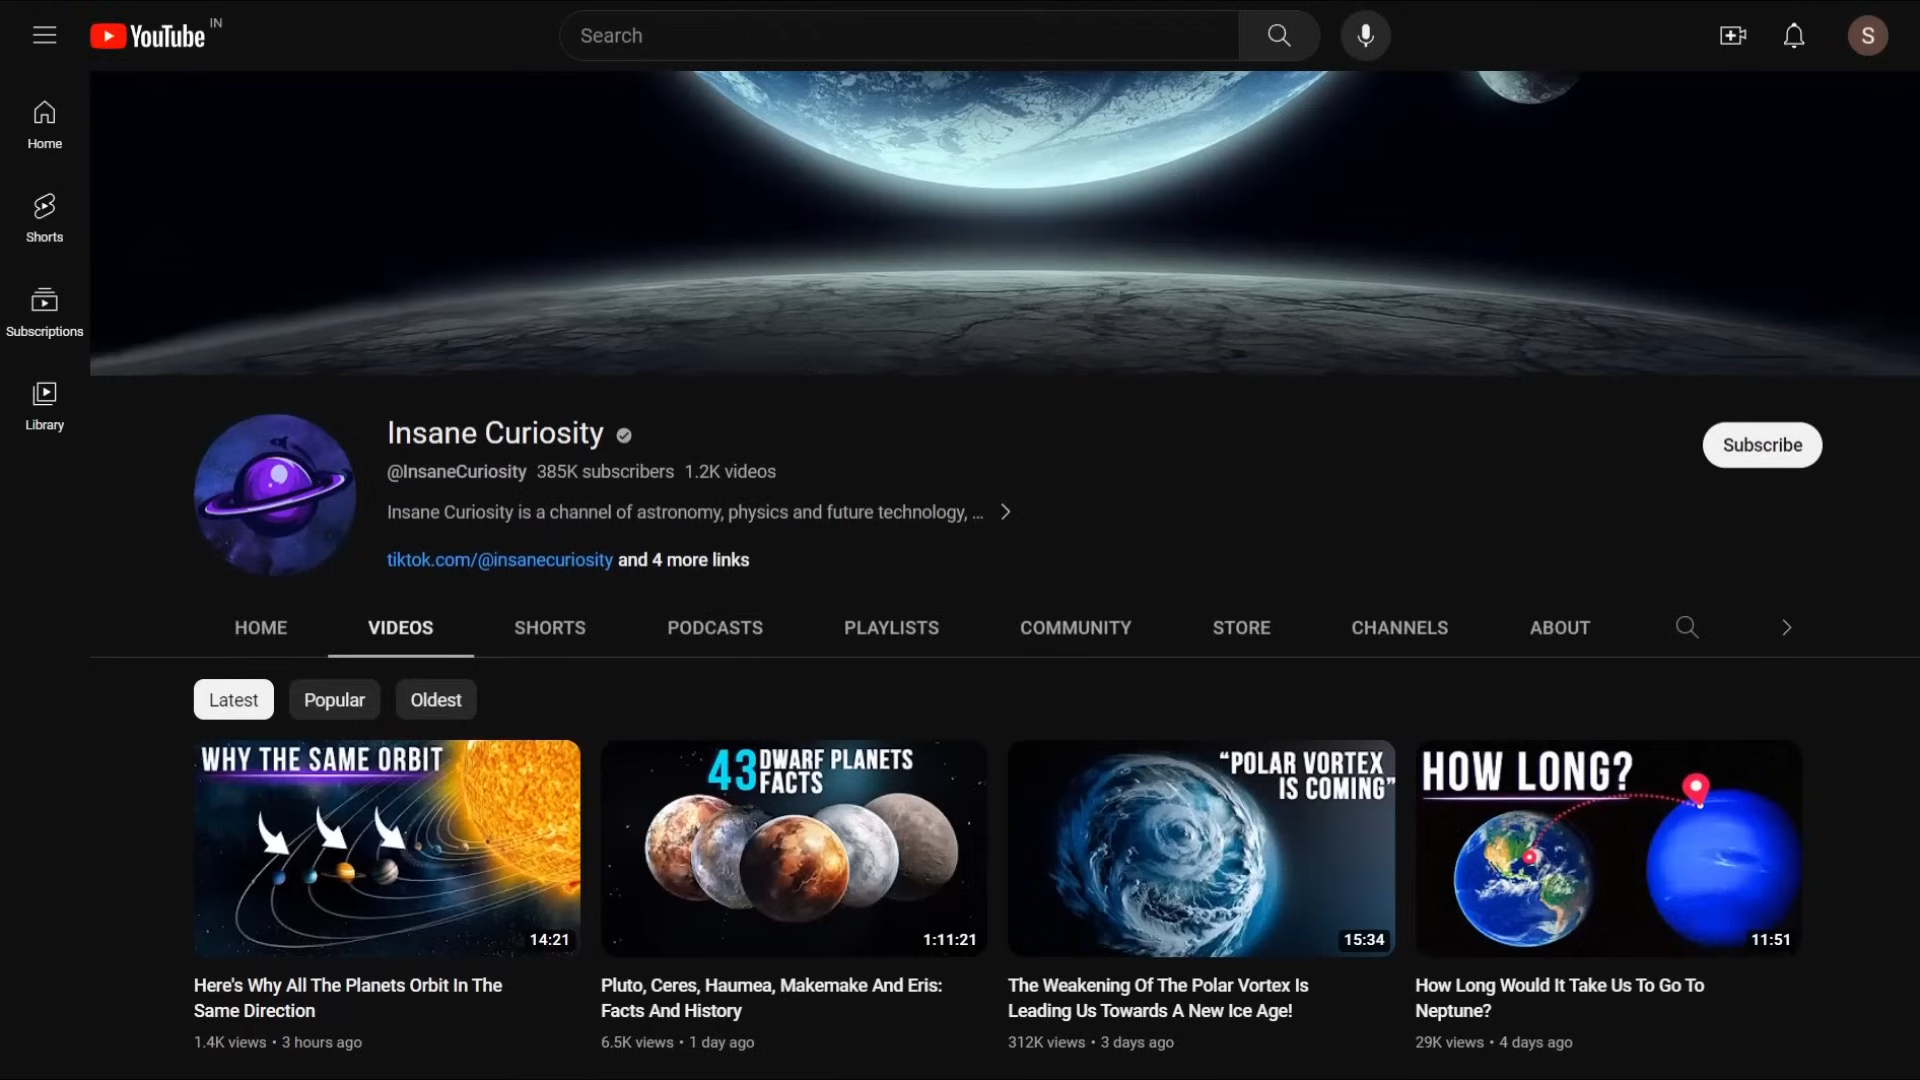 YouTube IN
Search
S
Home
Shorts
Subscriptions
Library
Insane Curiosity
@InsaneCuriosity 385K subscribers 1.2K videos
Insane Curiosity is a channel of astronomy, physics and future technology, ...
tiktok.com/@insanecuriosity and 4 more links
Subscribe
HOME VIDEOS SHORTS PODCASTS PLAYLISTS COMMUNITY STORE CHANNELS ABOUT
Latest Popular Oldest
WHY THE SAME ORBIT
14:21
Here's Why All The Planets Orbit In The
Same Direction
1.4K views • 3 hours ago
43 DWARF PLANETS
FACTS
1:11:21
Pluto, Ceres, Haumea, Makemake And Eris:
Facts And History
6.5K views • 1 day ago
“POLAR VORTEX
IS COMING”
15:34
The Weakening Of The Polar Vortex Is
Leading Us Towards A New Ice Age!
312K views • 3 days ago
HOW LONG?
11:51
How Long Would It Take Us To Go To
Neptune?
29K views • 4 days ago